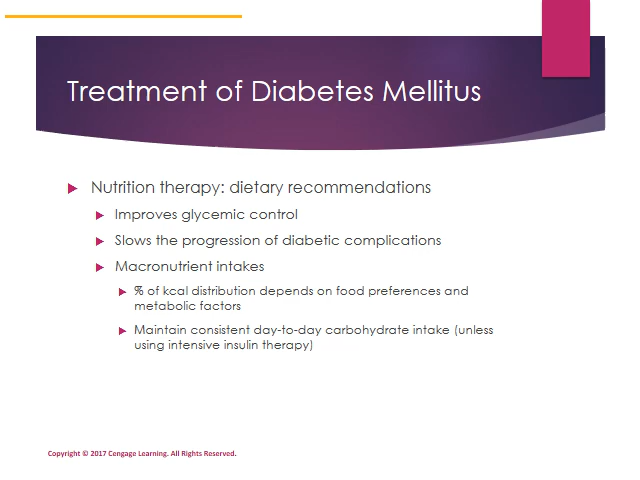 Treatment of Diabetes Mellitus
Nutrition therapy: dietary recommendations
Improves glycemic control
Slows the progression of diabetic complications
Macronutrient intakes
% of kcal distribution depends on food preferences and
metabolic factors
Maintain consistent day-to-day carbohydrate intake (unless
using intensive insulin therapy)
Copyright © 2017 Cengage Learning. All Rights Reserved.